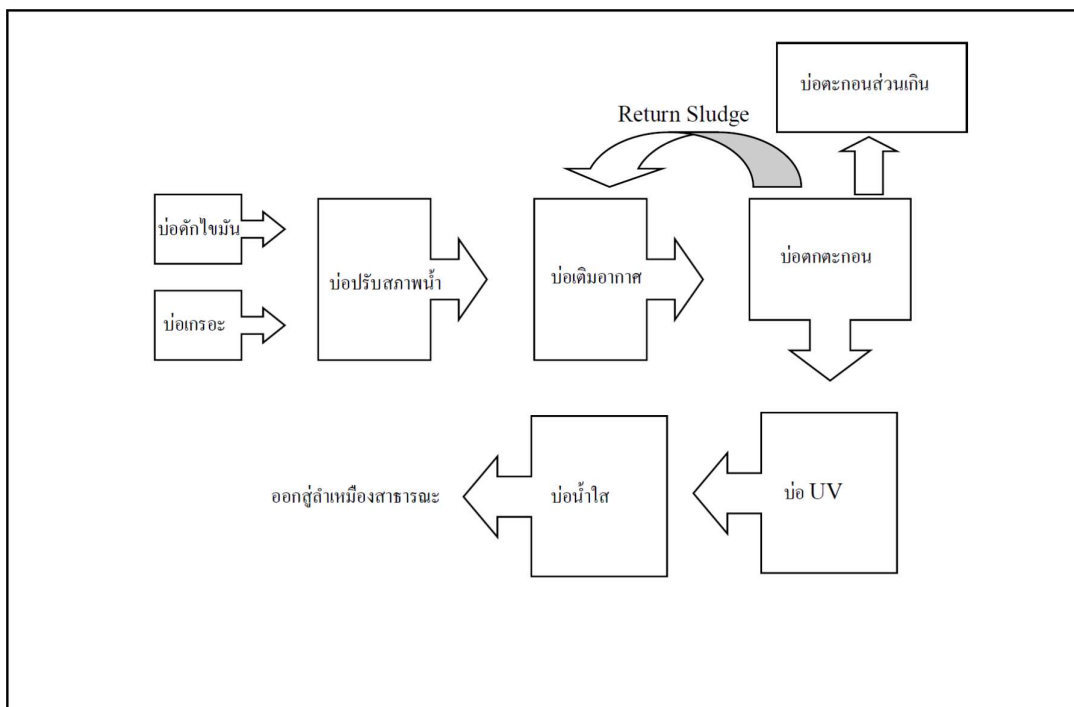 บ่อตะกอนส่วนเกิน
Return Sludge
บ่อดักไขมัน
บ่อเกรอะ
บ่อปรับสภาพน้ำ
บ่อเติมอากาศ
บ่อตกตะกอน
ออกสู่ลำเหมืองสาธารณะ
บ่อน้ำใส
บ่อ UV